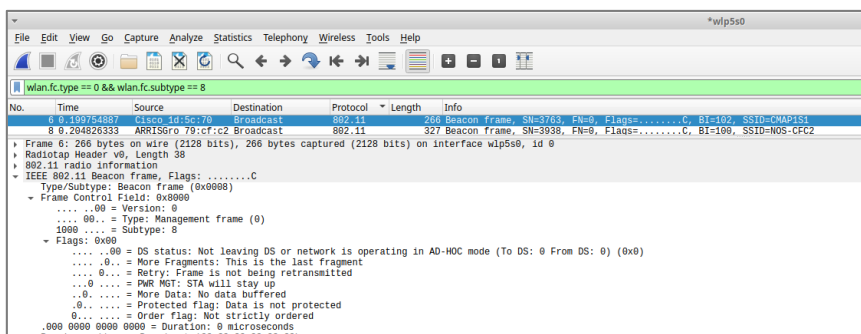 *wlp5s0
File Edit View Go Capture Analyze Statistics Telephony Wireless Tools Help
wlan.fc.type == 0 && wlan.fc.subtype == 8
No. Time Source Destination Protocol Length Info
6 0.199754887 Cisco_1d:5c:70 Broadcast 802.11 266 Beacon frame, SN=3763, FN=0, Flags=........C, BI=102, SSID=CMAP1S1
8 0.204826333 ARRISGro_79:cf:c2 Broadcast 802.11 327 Beacon frame, SN=3938, FN=0, Flags=........C, BI=100, SSID=NOS-CFC2
Frame 6: 266 bytes on wire (2128 bits), 266 bytes captured (2128 bits) on interface wlp5s0, id 0
Radiotap Header v0, Length 38
802.11 radio information
IEEE 802.11 Beacon frame, Flags: ........C
Type/Subtype: Beacon frame (0x0008)
Frame Control Field: 0x8000
.... ..00 = Version: 0
.... 00.. = Type: Management frame (0)
1000 .... = Subtype: 8
Flags: 0x00
.... ..00 = DS status: Not leaving DS or network is operating in AD-HOC mode (To DS: 0 From DS: 0) (0x0)
.... .0.. = More Fragments: This is the last fragment
.... 0... = Retry: Frame is not being retransmitted
...0 .... = PWR MGT: STA will stay up
..0. .... = More Data: No data buffered
.0.. .... = Protected flag: Data is not protected
0... .... = Order flag: Not strictly ordered
.000 0000 0000 0000 = Duration: 0 microseconds